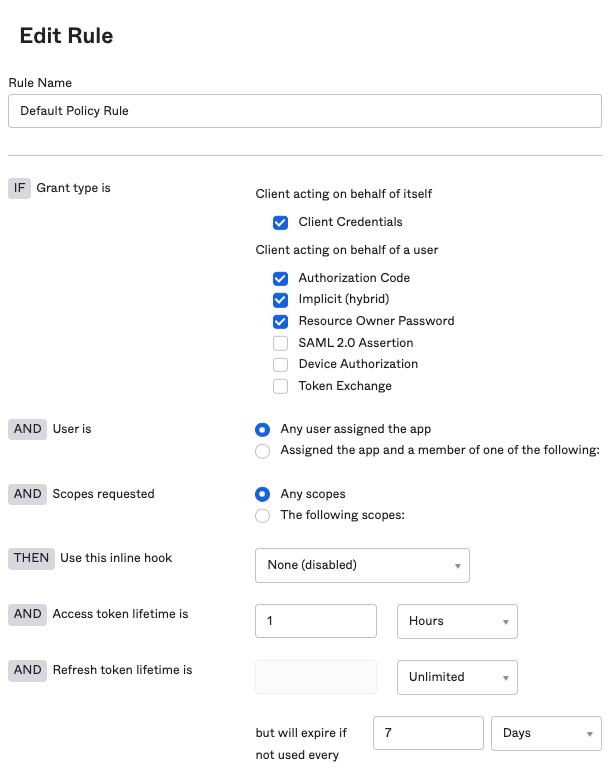 Edit Rule
Rule Name
Default Policy Rule
IF Grant type is
Client acting on behalf of itself
Client Credentials
Client acting on behalf of a user
Authorization Code
Implicit (hybrid)
Resource Owner Password
SAML 2.0 Assertion
Device Authorization
Token Exchange
AND User is
Any user assigned the app
Assigned the app and a member of one of the following:
AND Scopes requested
Any scopes
The following scopes:
THEN Use this inline hook
None (disabled)
AND Access token lifetime is
1 Hours
AND Refresh token lifetime is
Unlimited
but will expire if
not used every
7 Days